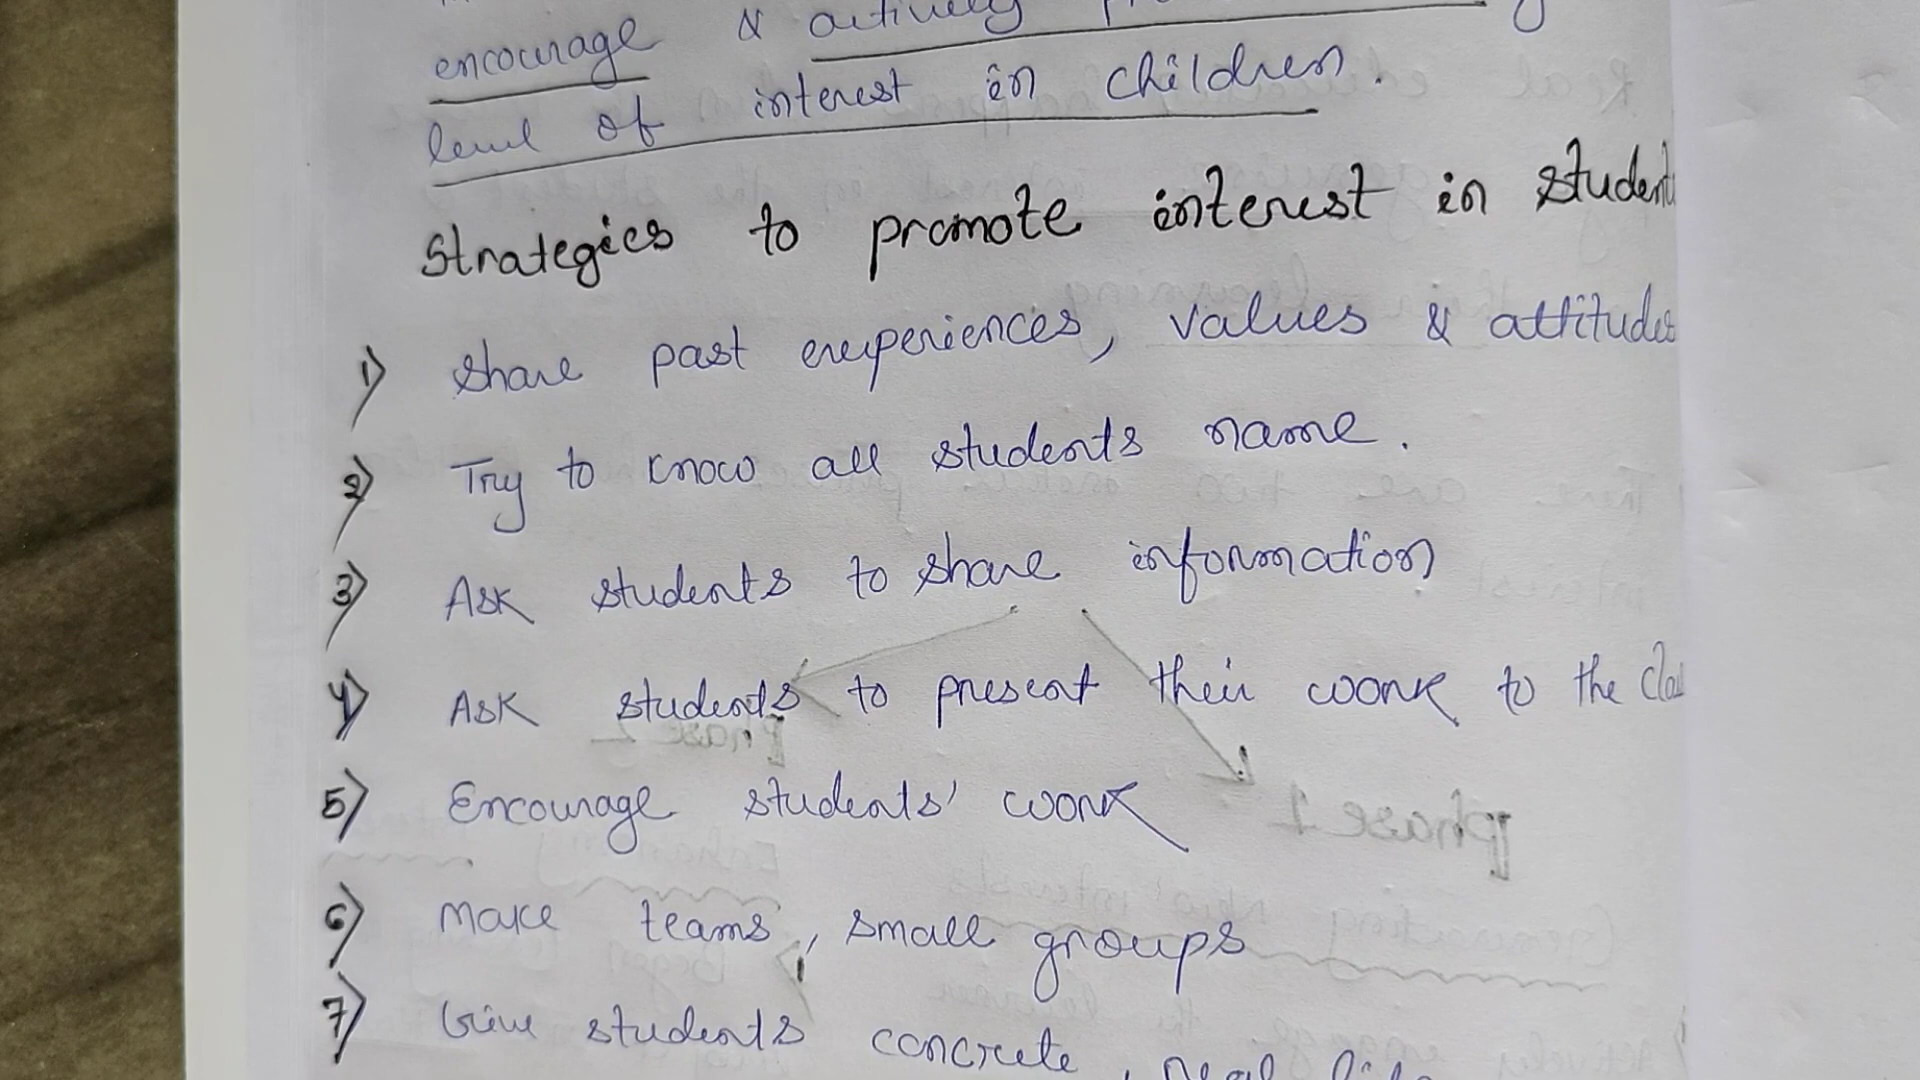 encourage & actively
level of interest in children.
Strategies to promote interest in student
1) Share past experiences, values & attitudes
2) Try to know all students name.
3) Ask students to share information
4) Ask students to present their work to the
5) Encourage students' work
6) Make teams, small groups
7) Give students concrete, real life